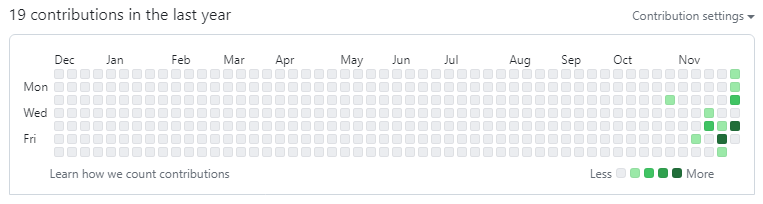 19 contributions in the last year
Contribution settings
Dec Jan Feb Mar Apr May Jun Jul Aug Sep Oct Nov
Mon
Wed
Fri
Learn how we count contributions
Less More